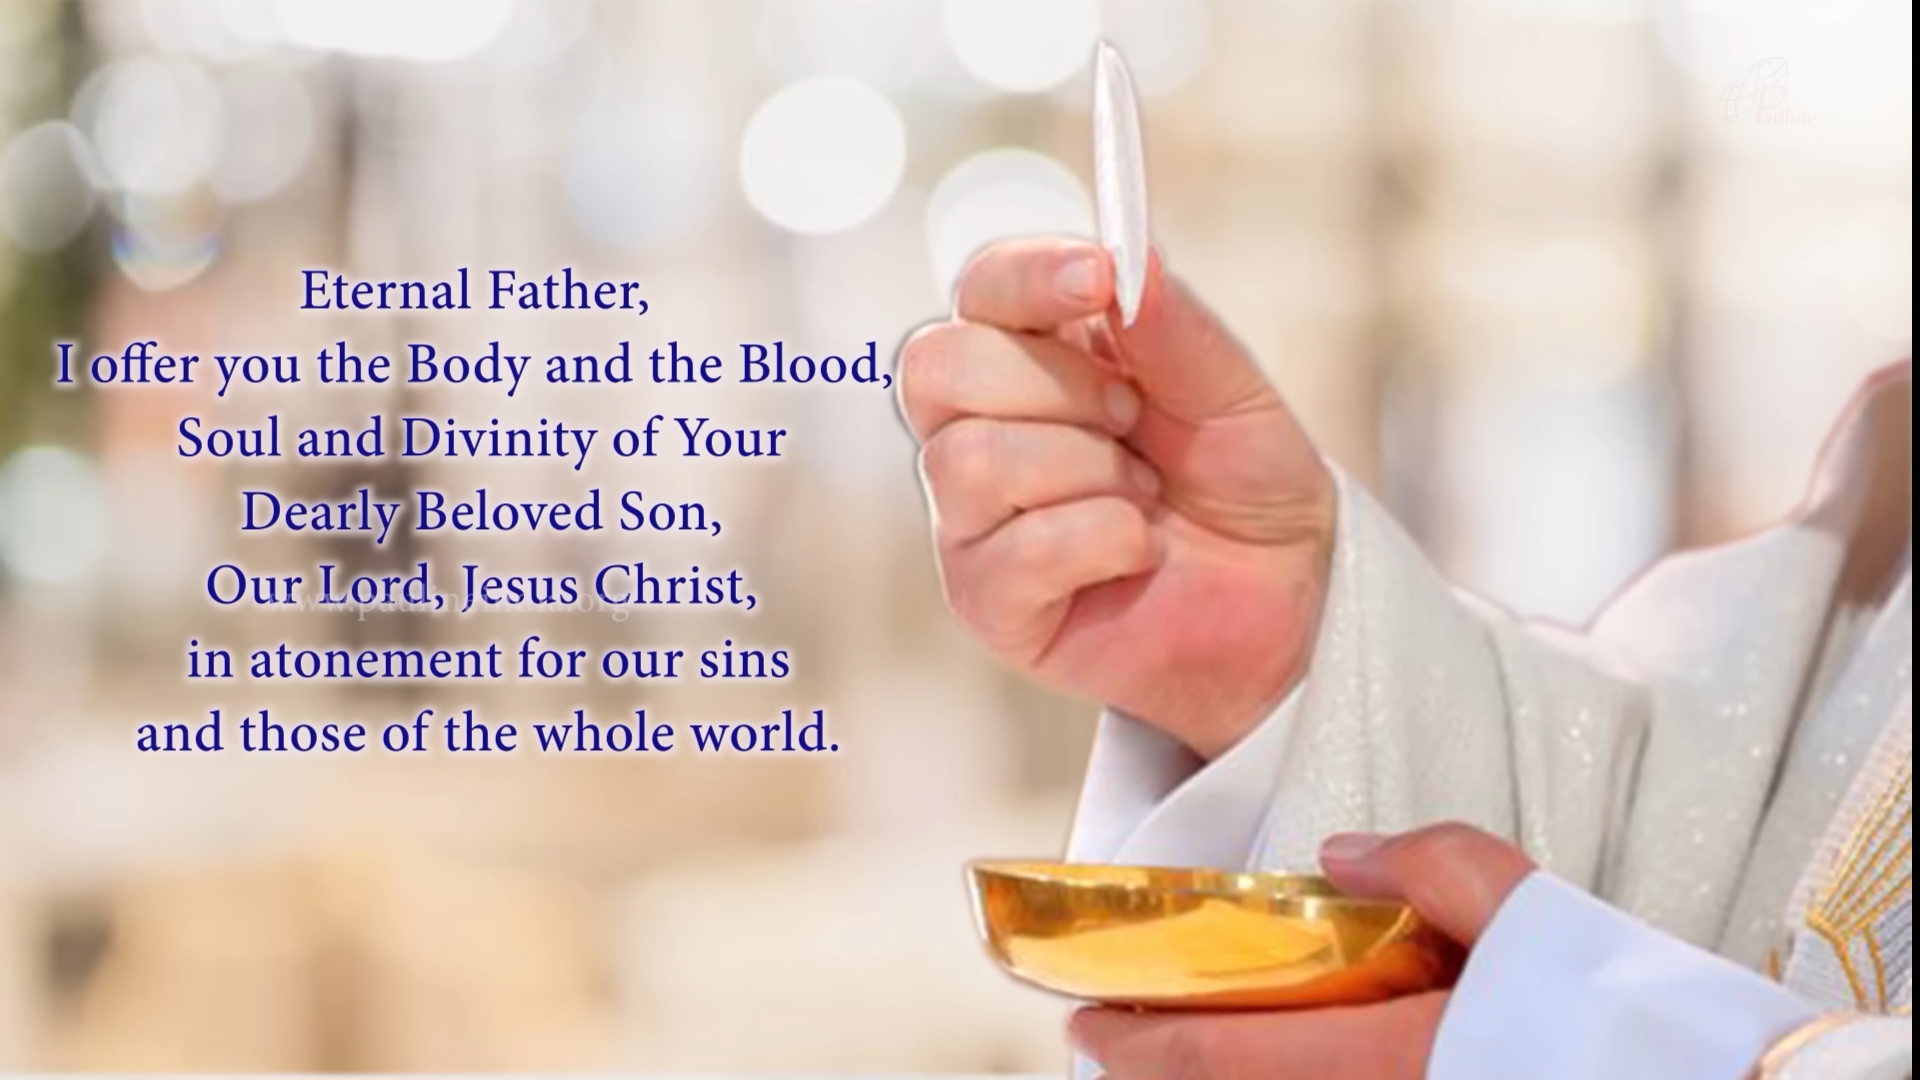 Eternal Father,
I offer you the Body and the Blood,
Soul and Divinity of Your
Dearly Beloved Son,
Our Lord, Jesus Christ,
in atonement for our sins
and those of the whole world.
Pauline